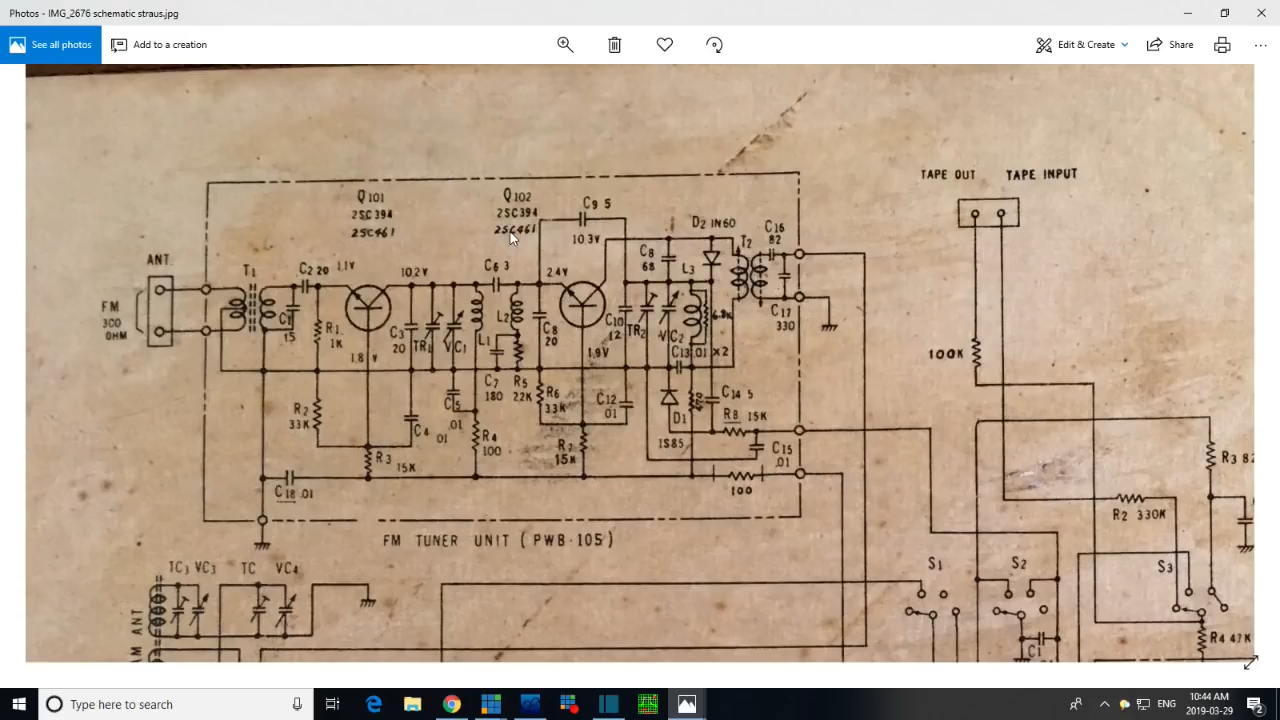 Photos - IMG_2676 schematic straus.jpg
See all photos
Add to a creation
Edit & Create
Share
TAPE OUT TAPE INPUT
Q101
2SC394
2SC461
Q102
2SC394
2SC461
C9 5
10.3V
D2 1N60
C16
82
ANT.
FM
300
OHM
T1
C2 20
1.1V
10.2V
C6 3
2.4V
C8
68
L3
T2
C1
15
R1
1K
1.8 V
C3
20
TR1
VC1
L1
L2
C8
20
1.9V
C10
12
TR2
VC2
6.8K
C17
330
C13 .01 X2
100K
C7
180
R5
22K
R6
33K
C12
.01
D1
1S85
470
C14 5
R8 15K
R2
33K
C4
.01
C5
.01
R4
100
R7
15K
C15
.01
R3
15K
C18 .01
100
R3 82
R2 330K
FM TUNER UNIT (PWB-105)
TC3 VC3
TC VC4
AM ANT
S1
S2
S3
C1
R4 47K
Type here to search
ENG
10:44 AM
2019-03-29
2